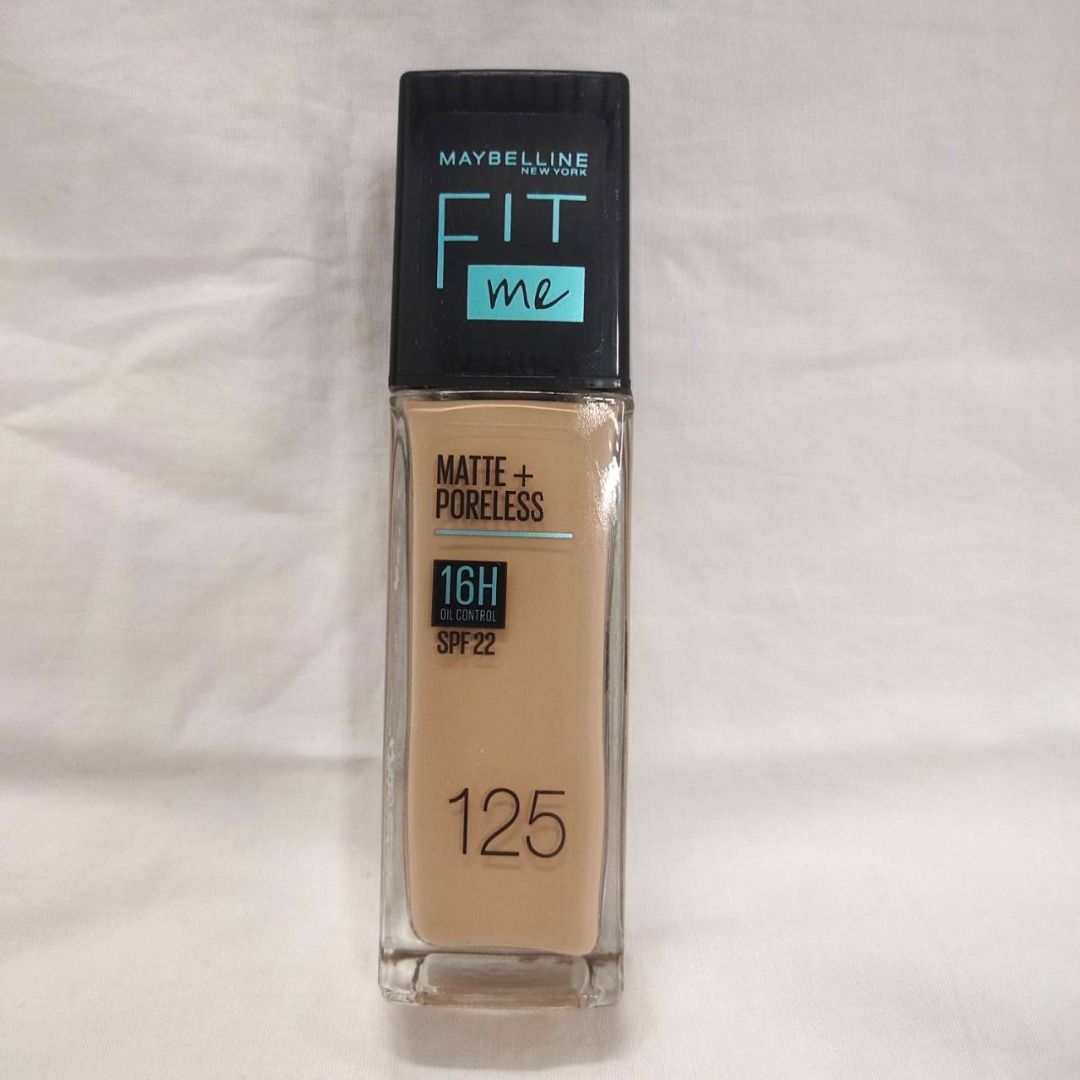 MAYBELLINE
NEW YORK
FIT
me
MATTE +
PORELESS
16H
OIL CONTROL
SPF 22
125